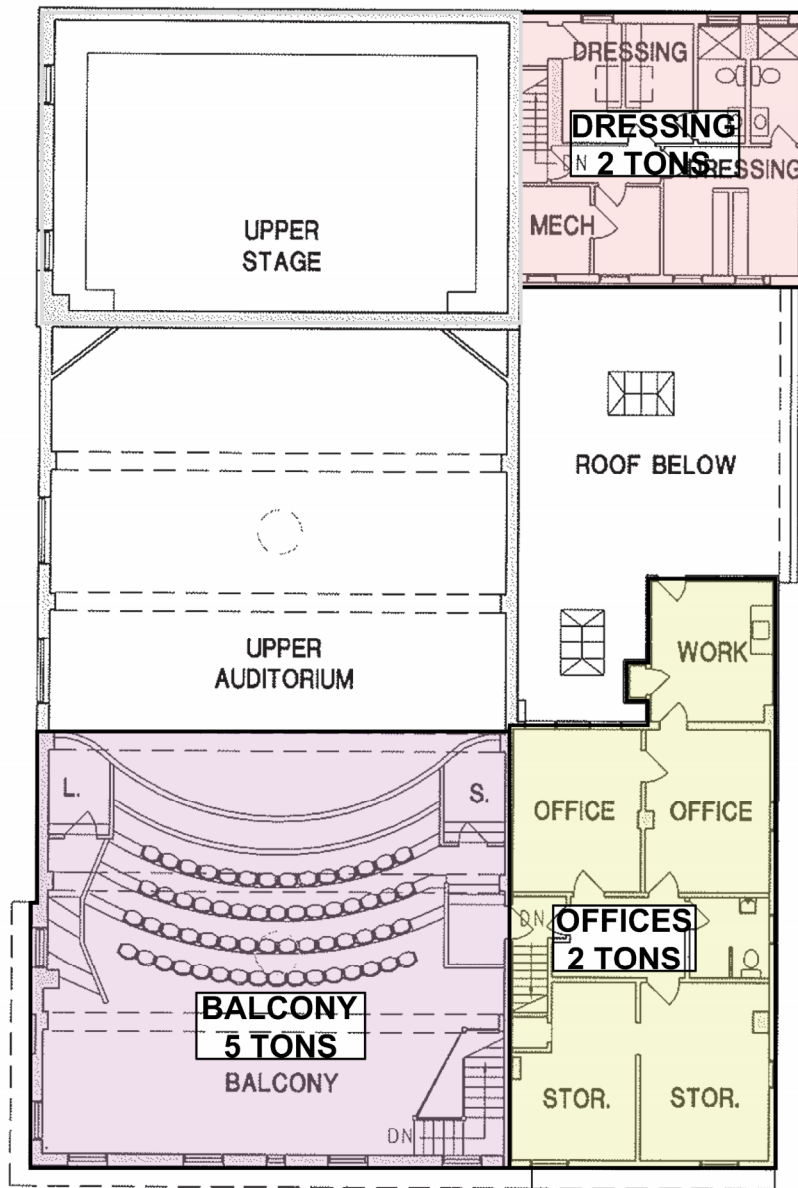 DRESSING
DRESSING
2 TONS
DN
DRESSING
MECH
UPPER
STAGE
ROOF BELOW
WORK
UPPER
AUDITORIUM
L.
S.
OFFICE
OFFICE
DN
OFFICES
2 TONS
BALCONY
5 TONS
BALCONY
STOR.
STOR.
DN